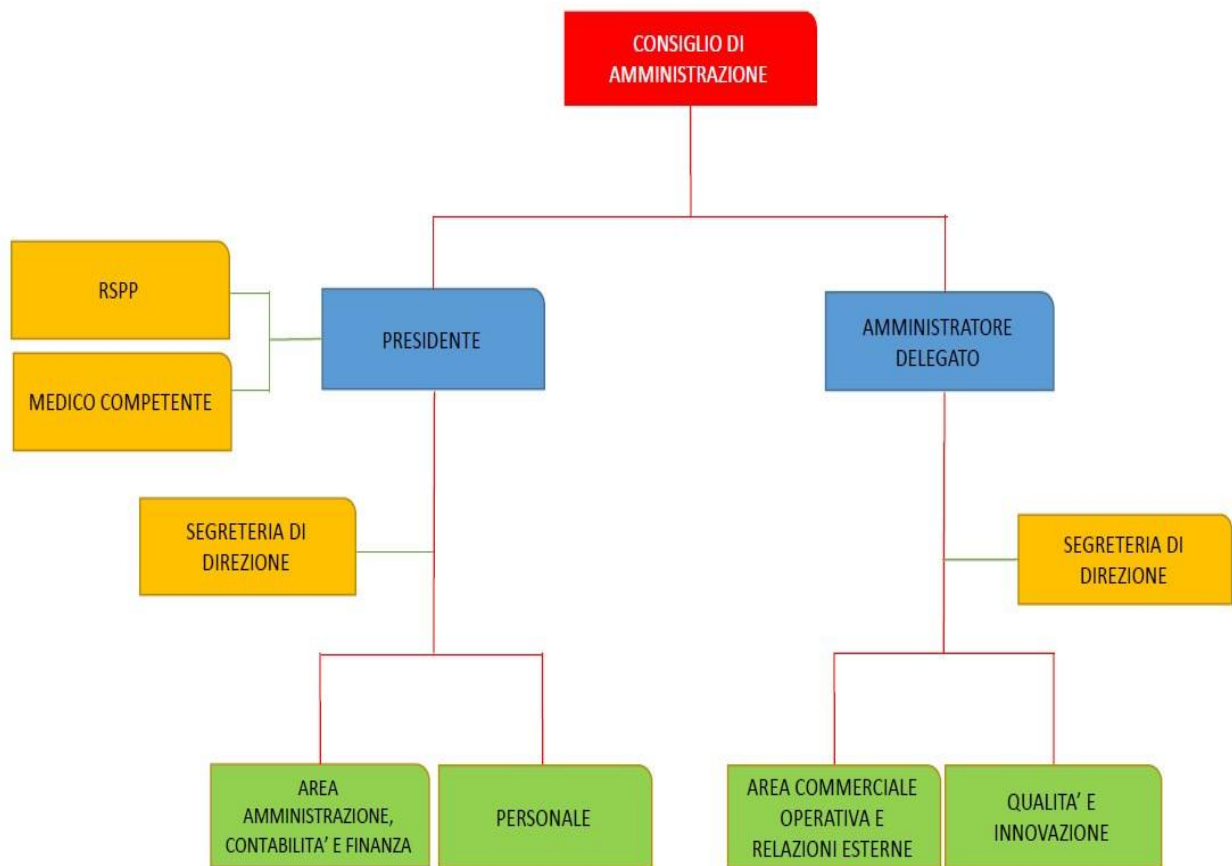 CONSIGLIO DI
AMMINISTRAZIONE
RSPP
PRESIDENTE
AMMINISTRATORE
DELEGATO
MEDICO COMPETENTE
SEGRETERIA DI
DIREZIONE
SEGRETERIA DI
DIREZIONE
AREA
AMMINISTRAZIONE,
CONTABILITA’ E FINANZA
PERSONALE
AREA COMMERCIALE
OPERATIVA E
RELAZIONI ESTERNE
QUALITA’ E
INNOVAZIONE